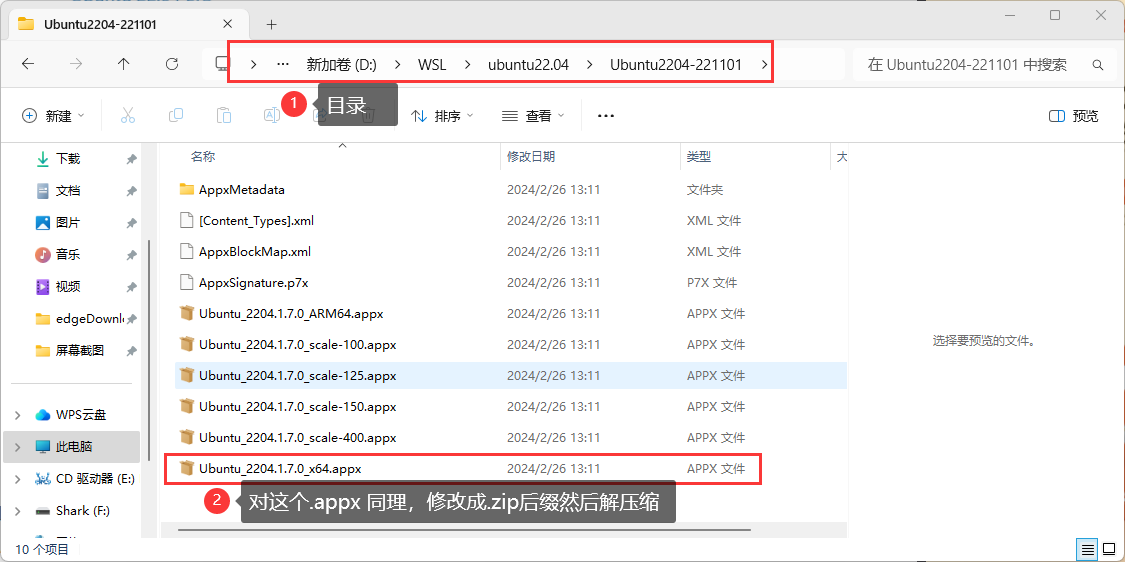 Ubuntu2204-221101
新加卷 (D:) WSL ubuntu22.04 Ubuntu2204-221101
在 Ubuntu2204-221101 中搜索
1 目录
新建 排序 查看 预览
名称 修改日期 类型 大
下载
文档
图片
音乐
视频
edgeDownl
屏幕截图
WPS云盘
此电脑
CD 驱动器 (E:)
Shark (F:)
AppxMetadata 2024/2/26 13:11 文件夹
[Content_Types].xml 2024/2/26 13:11 XML 文件
AppxBlockMap.xml 2024/2/26 13:11 XML 文件
AppxSignature.p7x 2024/2/26 13:11 P7X 文件
Ubuntu_2204.1.7.0_ARM64.appx 2024/2/26 13:11 APPX 文件
Ubuntu_2204.1.7.0_scale-100.appx 2024/2/26 13:11 APPX 文件
Ubuntu_2204.1.7.0_scale-125.appx 2024/2/26 13:11 APPX 文件
Ubuntu_2204.1.7.0_scale-150.appx 2024/2/26 13:11 APPX 文件
Ubuntu_2204.1.7.0_scale-400.appx 2024/2/26 13:11 APPX 文件
Ubuntu_2204.1.7.0_x64.appx 2024/2/26 13:11 APPX 文件
2 对这个.appx 同理，修改成.zip后缀然后解压缩
选择要预览的文件。
10 个项目